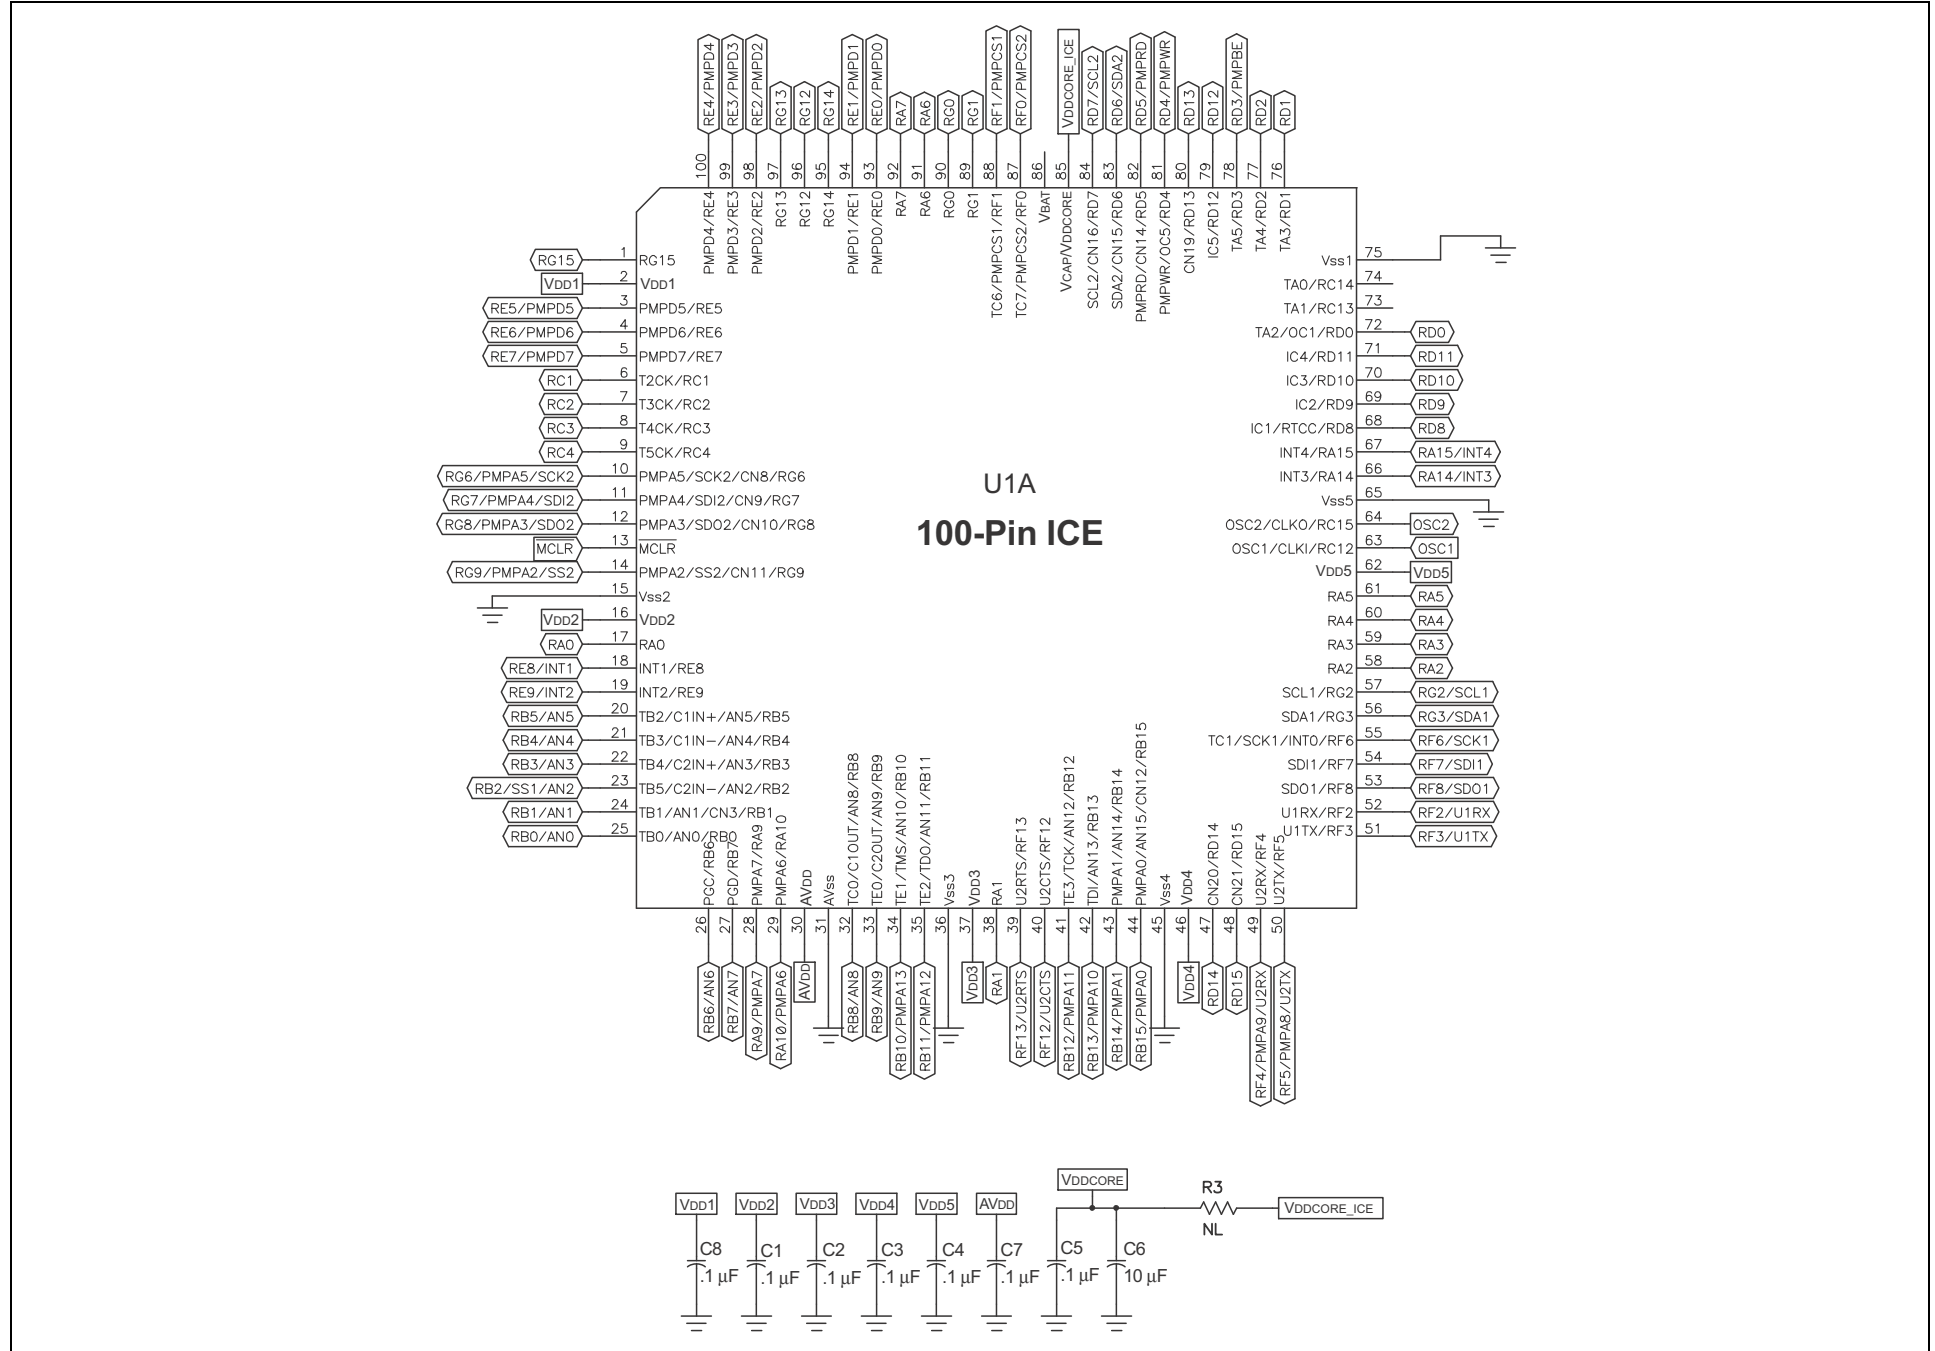 RE4/PMPD4 RE3/PMPD3 RE2/PMPD2 RG13 RG12 RG14 RE1/PMPD1 RE0/PMPD0 RA7 RA6 RG0 RG1 RF1/PMPCS1 RF0/PMPCS2 VDDCORE_ICE RD7/SCL2 RD6/SDA2 RD5/PMPRD RD4/PMPWR RD13 RD12 RD3/PMPBE RD2 RD1
100 99 98 97 96 95 94 93 92 91 90 89 88 87 86 85 84 83 82 81 80 79 78 77 76
PMPD4/RE4 PMPD3/RE3 PMPD2/RE2 RG13 RG12 RG14 PMPD1/RE1 PMPD0/RE0 RA7 RA6 RG0 RG1 TC6/PMPCS1/RF1 TC7/PMPCS2/RF0 VBAT VCAP/VDDCORE SCL2/CN16/RD7 SDA2/CN15/RD6 PMPRD/CN14/RD5 PMPWR/OC5/RD4 CN19/RD13 IC5/RD12 TA5/RD3 TA4/RD2 TA3/RD1
RG15 1 RG15 Vss1 75
VDD1 2 VDD1 TA0/RC14 74
RE5/PMPD5 3 PMPD5/RE5 TA1/RC13 73
RE6/PMPD6 4 PMPD6/RE6 TA2/OC1/RD0 72 RD0
RE7/PMPD7 5 PMPD7/RE7 IC4/RD11 71 RD11
RC1 6 T2CK/RC1 IC3/RD10 70 RD10
RC2 7 T3CK/RC2 IC2/RD9 69 RD9
RC3 8 T4CK/RC3 IC1/RTCC/RD8 68 RD8
RC4 9 T5CK/RC4 INT4/RA15 67 RA15/INT4
RG6/PMPA5/SCK2 10 PMPA5/SCK2/CN8/RG6 INT3/RA14 66 RA14/INT3
U1A
RG7/PMPA4/SDI2 11 PMPA4/SDI2/CN9/RG7 Vss5 65
RG8/PMPA3/SDO2 12 PMPA3/SDO2/CN10/RG8 OSC2/CLKO/RC15 64 OSC2
100-Pin ICE
MCLR 13 MCLR OSC1/CLKI/RC12 63 OSC1
RG9/PMPA2/SS2 14 PMPA2/SS2/CN11/RG9 VDD5 62 VDD5
15 Vss2 RA5 61 RA5
VDD2 16 VDD2 RA4 60 RA4
RA0 17 RA0 RA3 59 RA3
RE8/INT1 18 INT1/RE8 RA2 58 RA2
RE9/INT2 19 INT2/RE9 SCL1/RG2 57 RG2/SCL1
RB5/AN5 20 TB2/C1IN+/AN5/RB5 SDA1/RG3 56 RG3/SDA1
RB4/AN4 21 TB3/C1IN-/AN4/RB4 TC1/SCK1/INT0/RF6 55 RF6/SCK1
RB3/AN3 22 TB4/C2IN+/AN3/RB3 SDI1/RF7 54 RF7/SDI1
RB2/SS1/AN2 23 TB5/C2IN-/AN2/RB2 SDO1/RF8 53 RF8/SDO1
RB1/AN1 24 TB1/AN1/CN3/RB1 U1RX/RF2 52 RF2/U1RX
RB0/AN0 25 TB0/AN0/RB0 U1TX/RF3 51 RF3/U1TX
PGC/RB6 PGD/RB7 PMPA7/RA9 PMPA6/RA10 AVDD AVss TC0/C1OUT/AN8/RB8 TE0/C2OUT/AN9/RB9 TE1/TMS/AN10/RB10 TE2/TDO/AN11/RB11 Vss3 VDD3 RA1 U2RTS/RF13 U2CTS/RF12 TE3/TCK/AN12/RB12 TDI/AN13/RB13 PMPA1/AN14/RB14 PMPA0/AN15/CN12/RB15 Vss4 VDD4 CN20/RD14 CN21/RD15 U2RX/RF4 U2TX/RF5
26 27 28 29 30 31 32 33 34 35 36 37 38 39 40 41 42 43 44 45 46 47 48 49 50
RB6/AN6 RB7/AN7 RA9/PMPA7 RA10/PMPA6 AVDD RB8/AN8 RB9/AN9 RB10/PMPA13 RB11/PMPA12 VDD3 RA1 RF13/U2RTS RF12/U2CTS RB12/PMPA11 RB13/PMPA10 RB14/PMPA1 RB15/PMPA0 VDD4 RD14 RD15 RF4/PMPA9/U2RX RF5/PMPA8/U2TX
VDD1 VDD2 VDD3 VDD4 VDD5 AVDD VDDCORE R3 VDDCORE_ICE
NL
C8 C1 C2 C3 C4 C7 C5 C6
.1 µF .1 µF .1 µF .1 µF .1 µF .1 µF .1 µF 10 µF